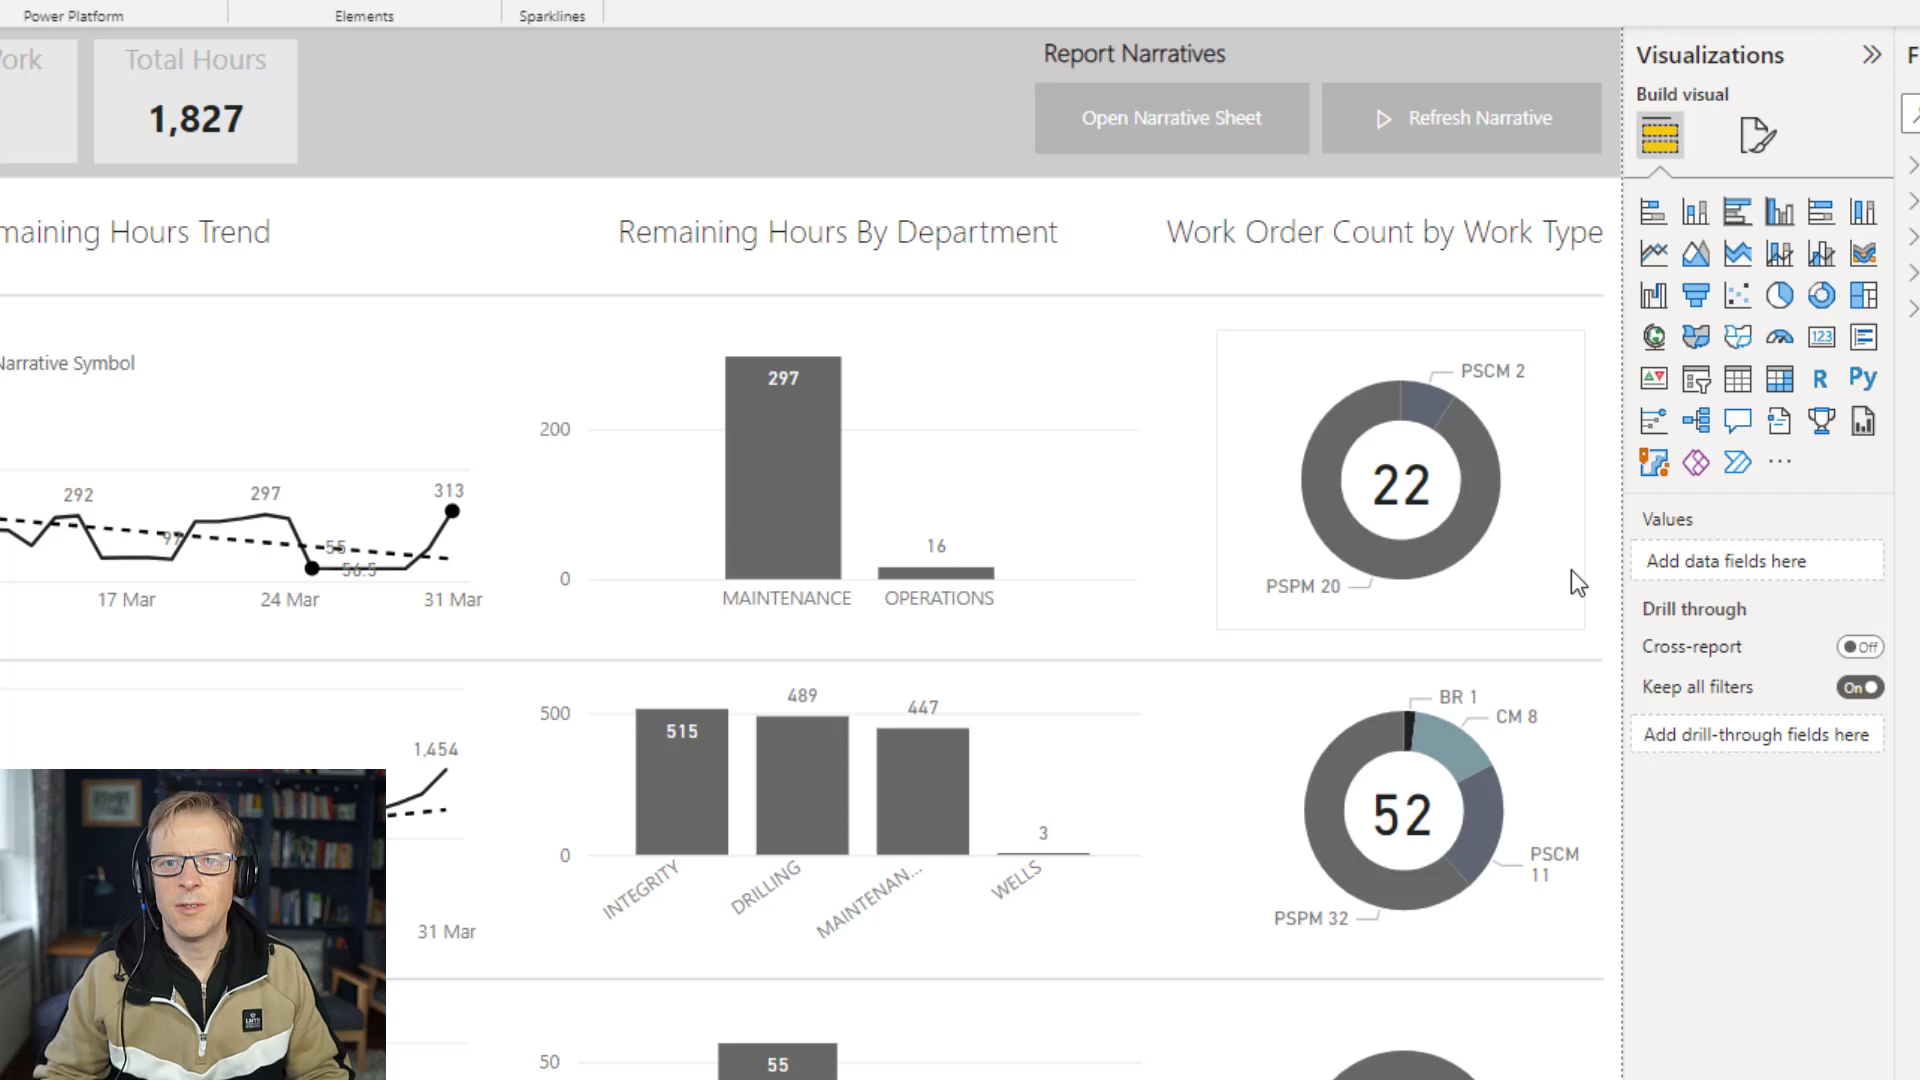 Power Platform
Elements
Sparklines
ork
Total Hours
1,827
Report Narratives
Open Narrative Sheet
Refresh Narrative
Visualizations
F
Build visual
maining Hours Trend
Remaining Hours By Department
Work Order Count by Work Type
Narrative Symbol
292
297
313
97
55
56.5
17 Mar
24 Mar
31 Mar
200
0
297
16
MAINTENANCE
OPERATIONS
PSCM 2
22
PSPM 20
123
R
Py
Values
Add data fields here
Drill through
Cross-report
Off
Keep all filters
On
Add drill-through fields here
1,454
31 Mar
500
0
515
489
447
3
INTEGRITY
DRILLING
MAINTENAN...
WELLS
BR 1
CM 8
52
PSCM
11
PSPM 32
50
55